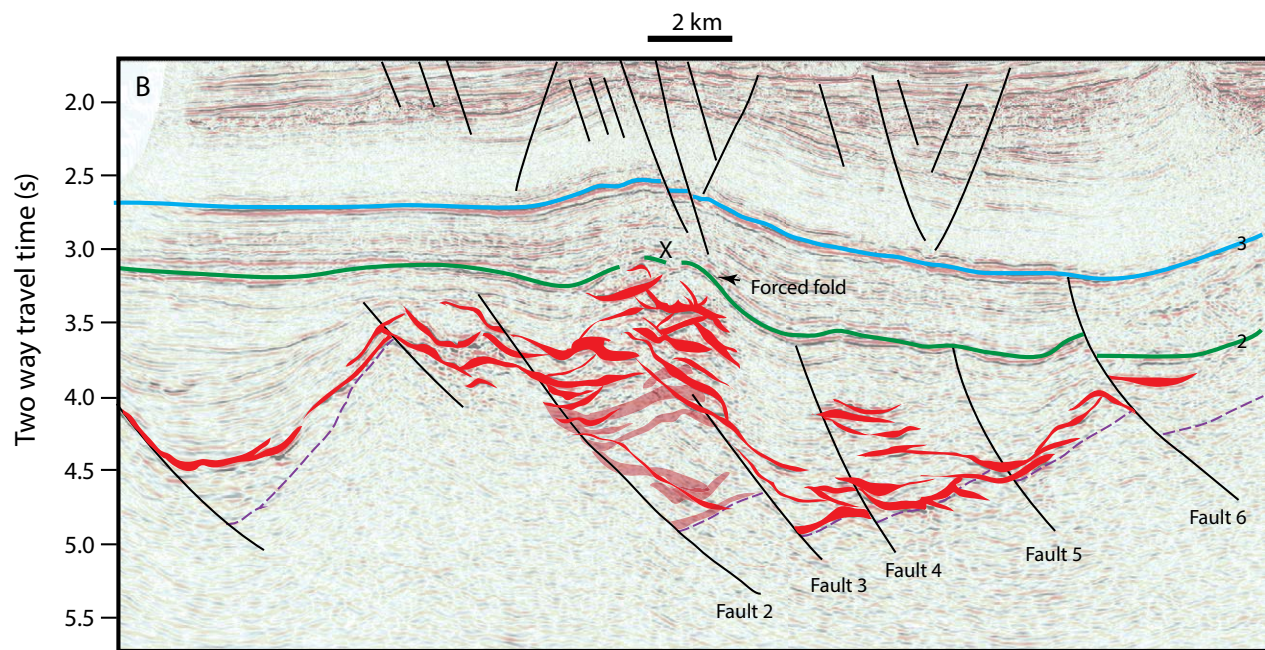 2 km
B
Two way travel time (s)
2.0
2.5
3.0
3.5
4.0
4.5
5.0
5.5
3
X
Forced fold
2
Fault 6
Fault 5
Fault 4
Fault 3
Fault 2